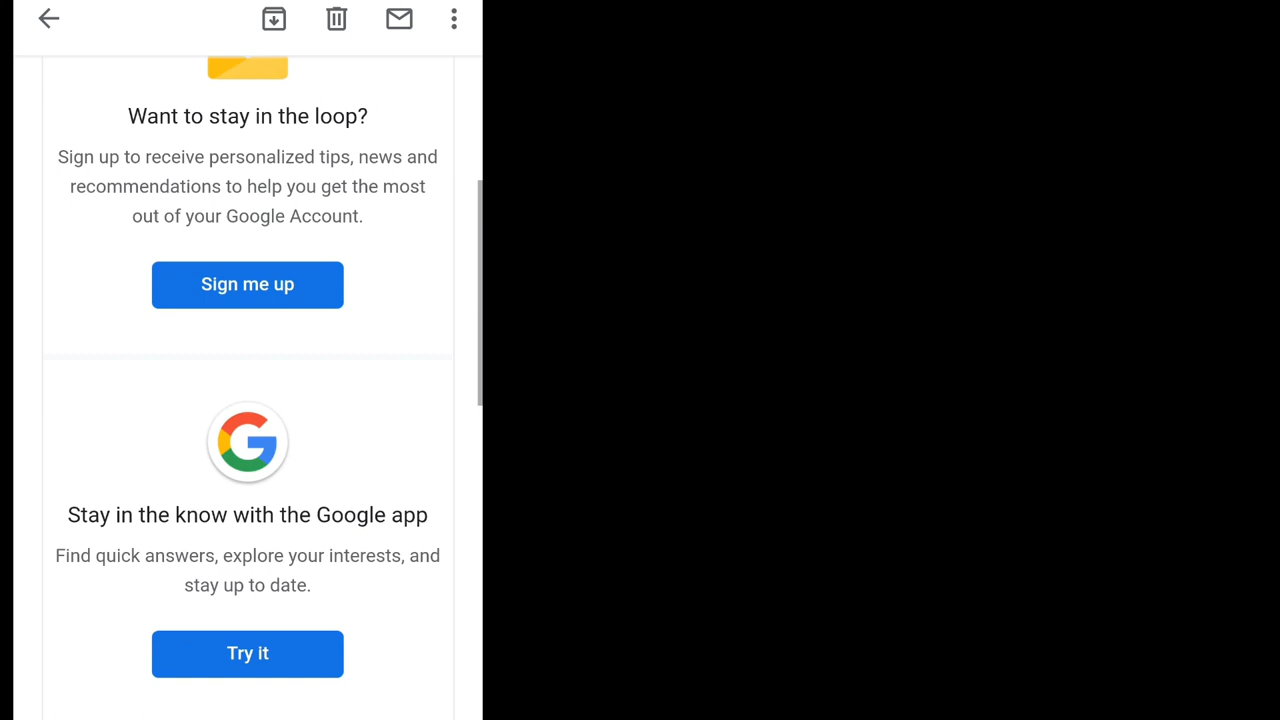 Want to stay in the loop?
Sign up to receive personalized tips, news and
recommendations to help you get the most
out of your Google Account.
Sign me up
Stay in the know with the Google app
Find quick answers, explore your interests, and
stay up to date.
Try it